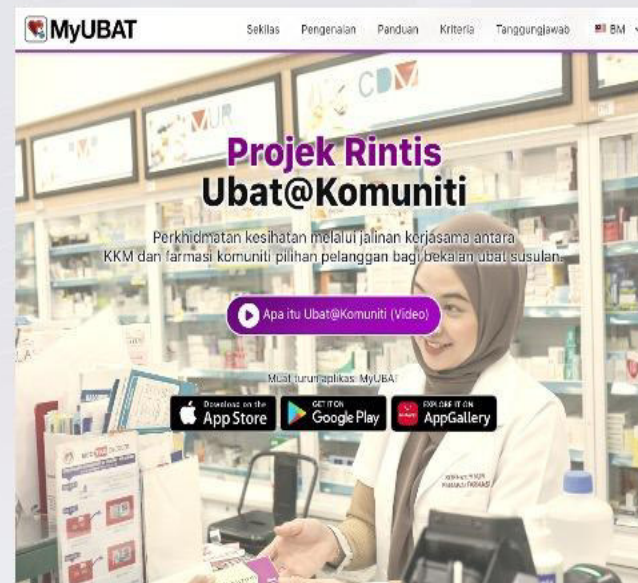 MyUBAT
Sekilas Pengenalan Panduan Kriteria Tanggungjawab BM
CDM
MUR
Projek Rintis
Ubat@Komuniti
Perkhidmatan kesihatan melalui jalinan kerjasama antara
KKM dan farmasi komuniti pilihan pelanggan bagi bekalan ubat susulan.
Apa itu Ubat@Komuniti (Video)
Muat turun aplikasi MyUBAT
Download on the
App Store
GET IT ON
Google Play
EXPLORE IT ON
AppGallery